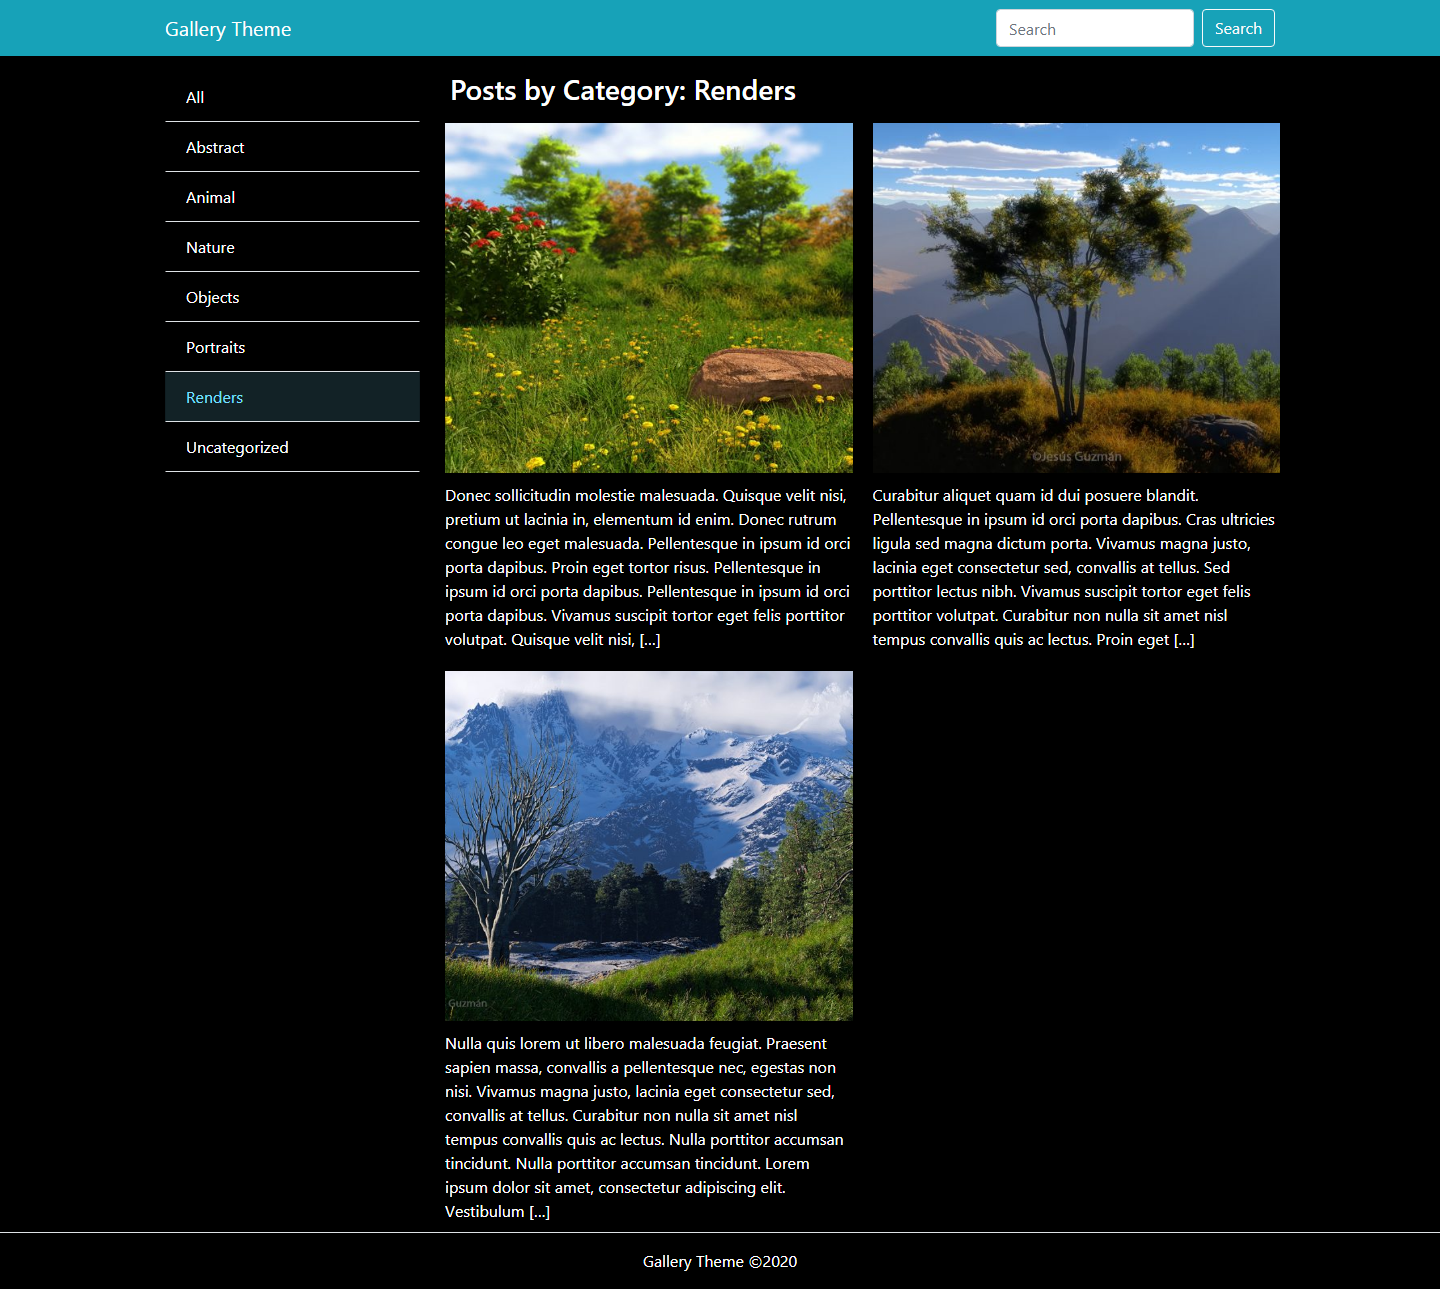 Gallery Theme
Search
Search
All
Abstract
Animal
Nature
Objects
Portraits
Renders
Uncategorized
Posts by Category: Renders
©Jesús Guzmán
Donec sollicitudin molestie malesuada. Quisque velit nisi,
pretium ut lacinia in, elementum id enim. Donec rutrum
congue leo eget malesuada. Pellentesque in ipsum id orci
porta dapibus. Proin eget tortor risus. Pellentesque in
ipsum id orci porta dapibus. Pellentesque in ipsum id orci
porta dapibus. Vivamus suscipit tortor eget felis porttitor
volutpat. Quisque velit nisi, [...]
Curabitur aliquet quam id dui posuere blandit.
Pellentesque in ipsum id orci porta dapibus. Cras ultricies
ligula sed magna dictum porta. Vivamus magna justo,
lacinia eget consectetur sed, convallis at tellus. Sed
porttitor lectus nibh. Vivamus suscipit tortor eget felis
porttitor volutpat. Curabitur non nulla sit amet nisl
tempus convallis quis ac lectus. Proin eget [...]
Guzmán
Nulla quis lorem ut libero malesuada feugiat. Praesent
sapien massa, convallis a pellentesque nec, egestas non
nisi. Vivamus magna justo, lacinia eget consectetur sed,
convallis at tellus. Curabitur non nulla sit amet nisl
tempus convallis quis ac lectus. Nulla porttitor accumsan
tincidunt. Nulla porttitor accumsan tincidunt. Lorem
ipsum dolor sit amet, consectetur adipiscing elit.
Vestibulum [...]
Gallery Theme ©2020